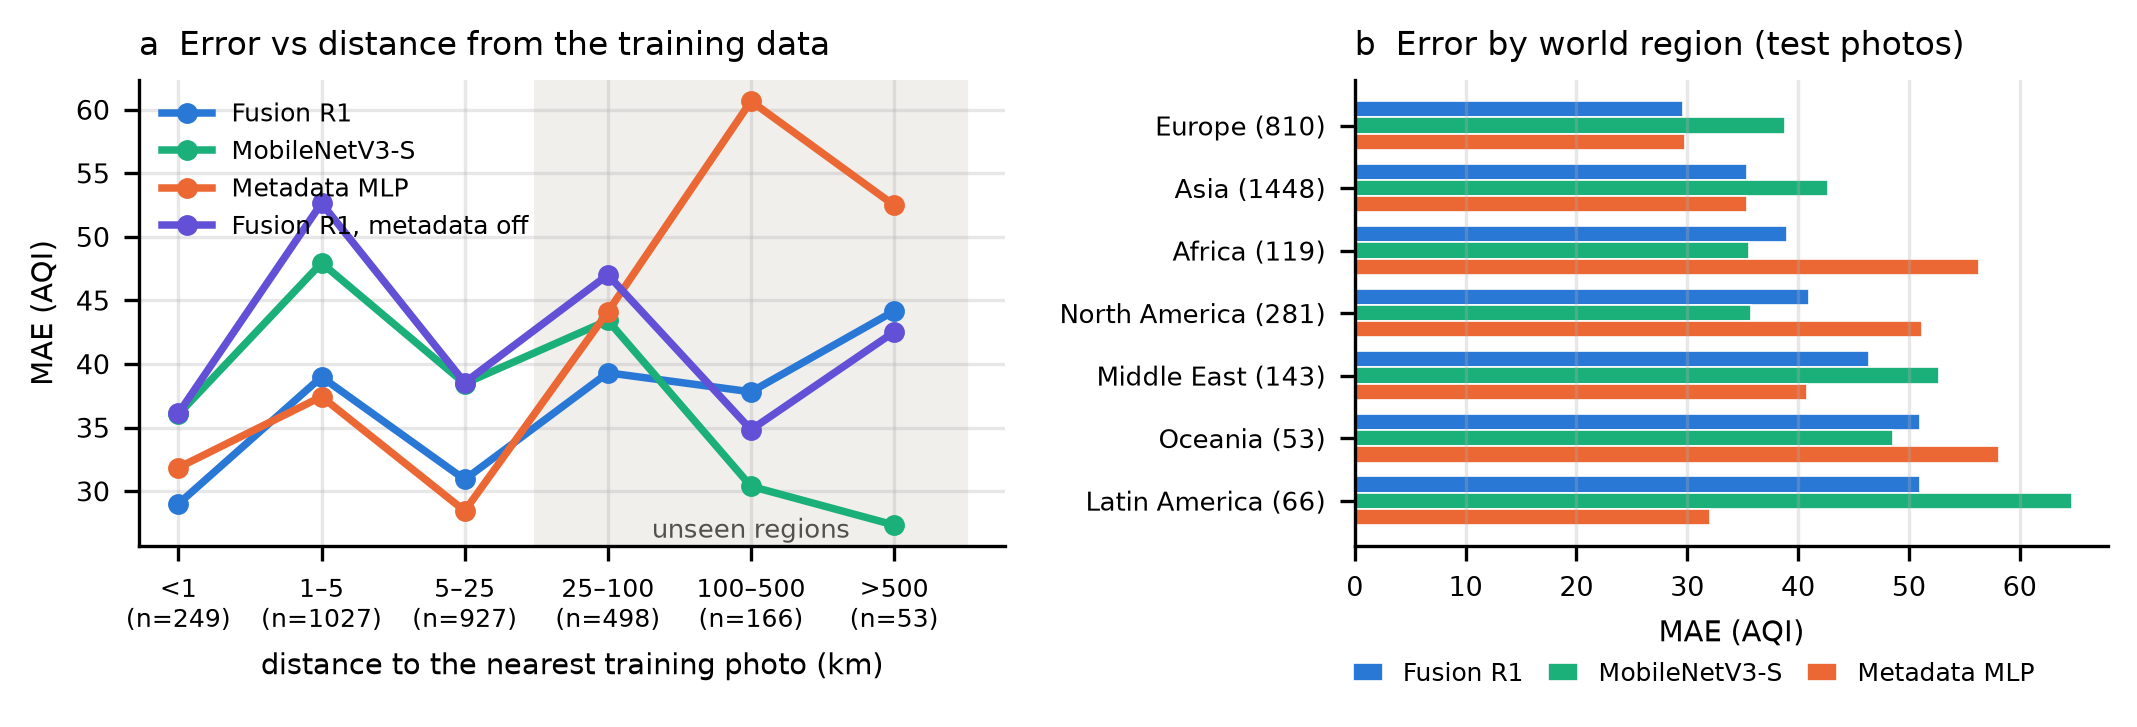 a  Error vs distance from the training data
60
55
50
45
40
35
30
MAE (AQI)
Fusion R1
MobileNetV3-S
Metadata MLP
Fusion R1, metadata off
unseen regions
<1 1–5 5–25 25–100 100–500 >500
(n=249) (n=1027) (n=927) (n=498) (n=166) (n=53)
distance to the nearest training photo (km)
b  Error by world region (test photos)
Europe (810)
Asia (1448)
Africa (119)
North America (281)
Middle East (143)
Oceania (53)
Latin America (66)
0 10 20 30 40 50 60
MAE (AQI)
Fusion R1 MobileNetV3-S Metadata MLP